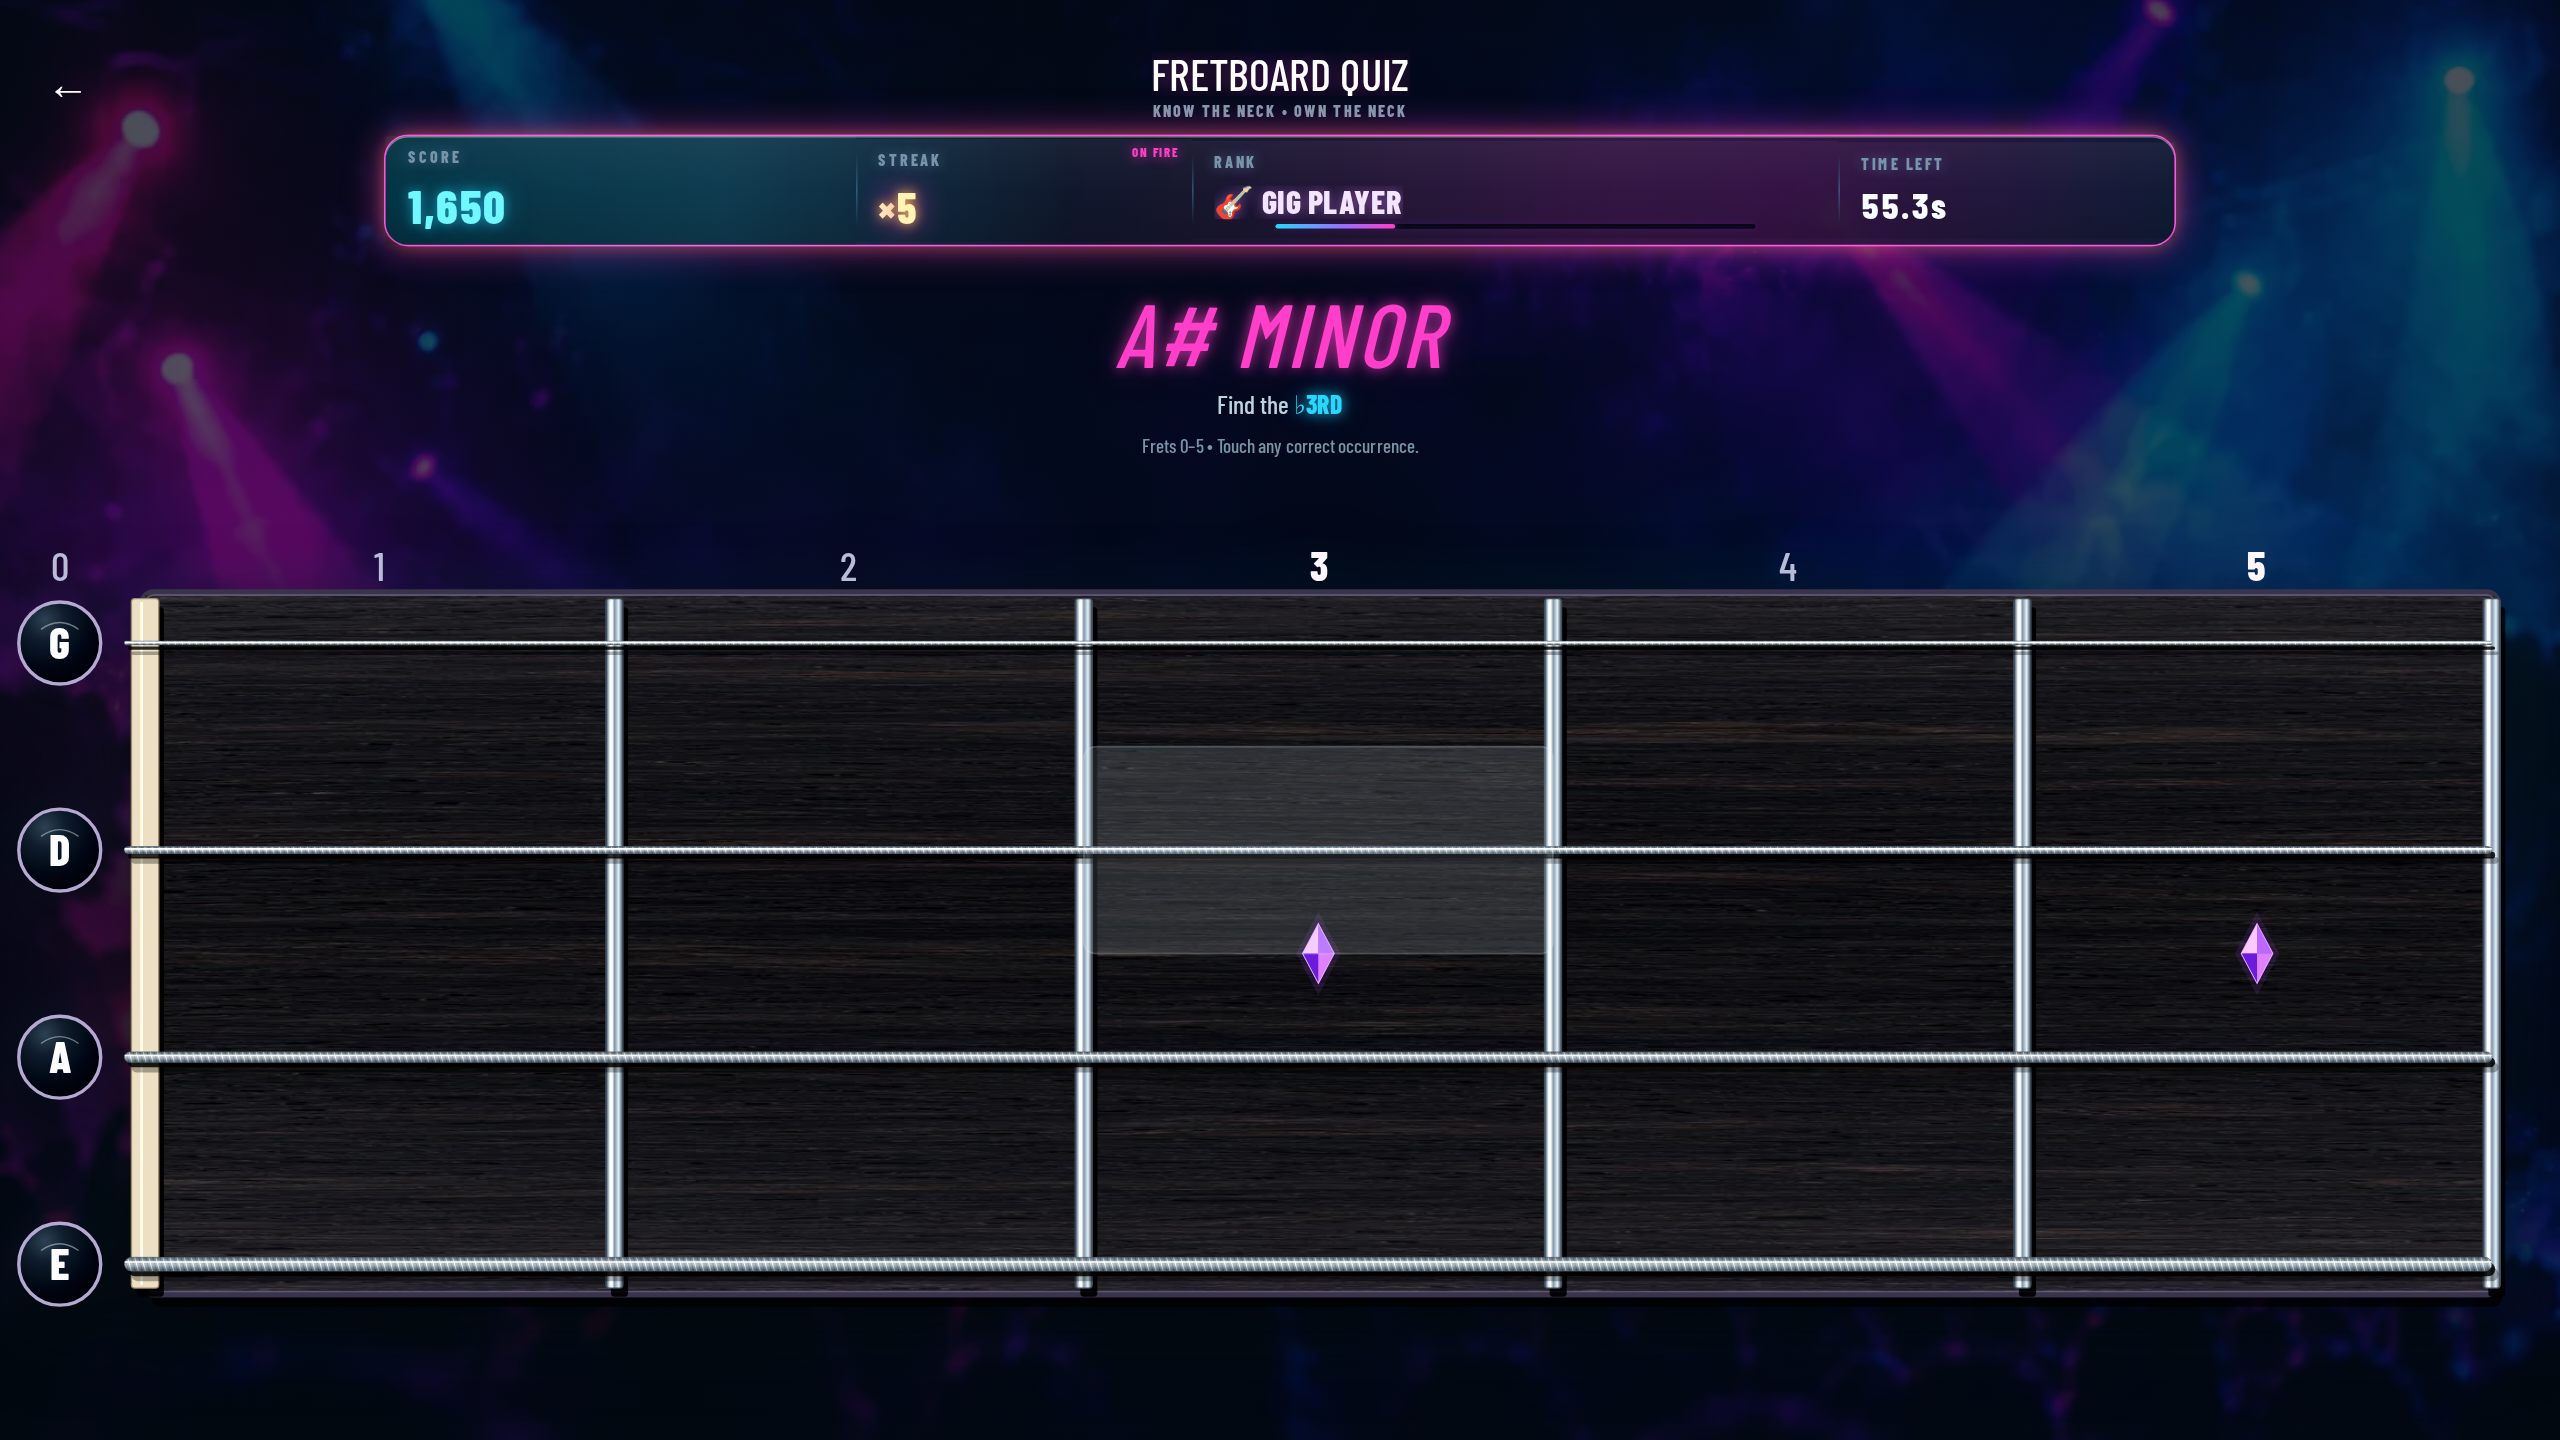 ←
FRETBOARD QUIZ
KNOW THE NECK • OWN THE NECK
SCORE
1,650
STREAK
×5
ON FIRE
RANK
🎸 GIG PLAYER
TIME LEFT
55.3s
A# MINOR
Find the ♭3RD
Frets 0–5 • Touch any correct occurrence.
0 1 2 3 4 5
G
D
A
E